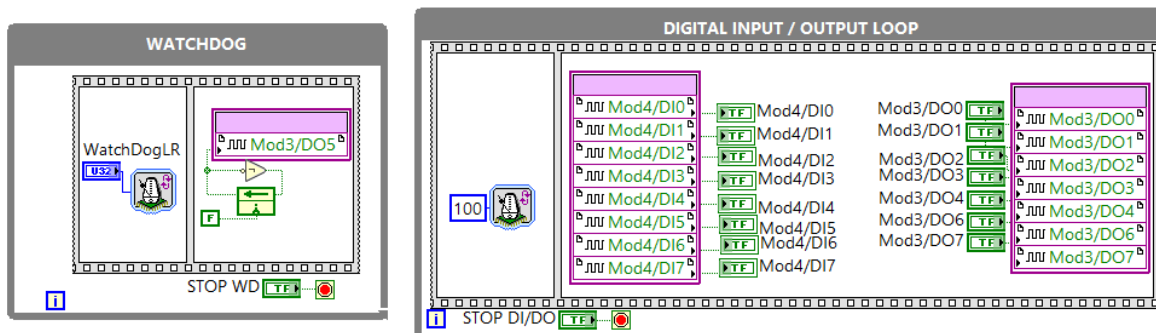 WATCHDOG
WatchDogLR
U32
Mod3/DO5
F
STOP WD
TF
i
DIGITAL INPUT / OUTPUT LOOP
100
Mod4/DI0
Mod4/DI1
Mod4/DI2
Mod4/DI3
Mod4/DI4
Mod4/DI5
Mod4/DI6
Mod4/DI7
TF Mod4/DI0
TF Mod4/DI1
TF Mod4/DI2
TF Mod4/DI3
TF Mod4/DI4
TF Mod4/DI5
TF Mod4/DI6
TF Mod4/DI7
Mod3/DO0 TF
Mod3/DO1 TF
Mod3/DO2 TF
Mod3/DO3 TF
Mod3/DO4 TF
Mod3/DO6 TF
Mod3/DO7 TF
Mod3/DO0
Mod3/DO1
Mod3/DO2
Mod3/DO3
Mod3/DO4
Mod3/DO6
Mod3/DO7
i
STOP DI/DO TF